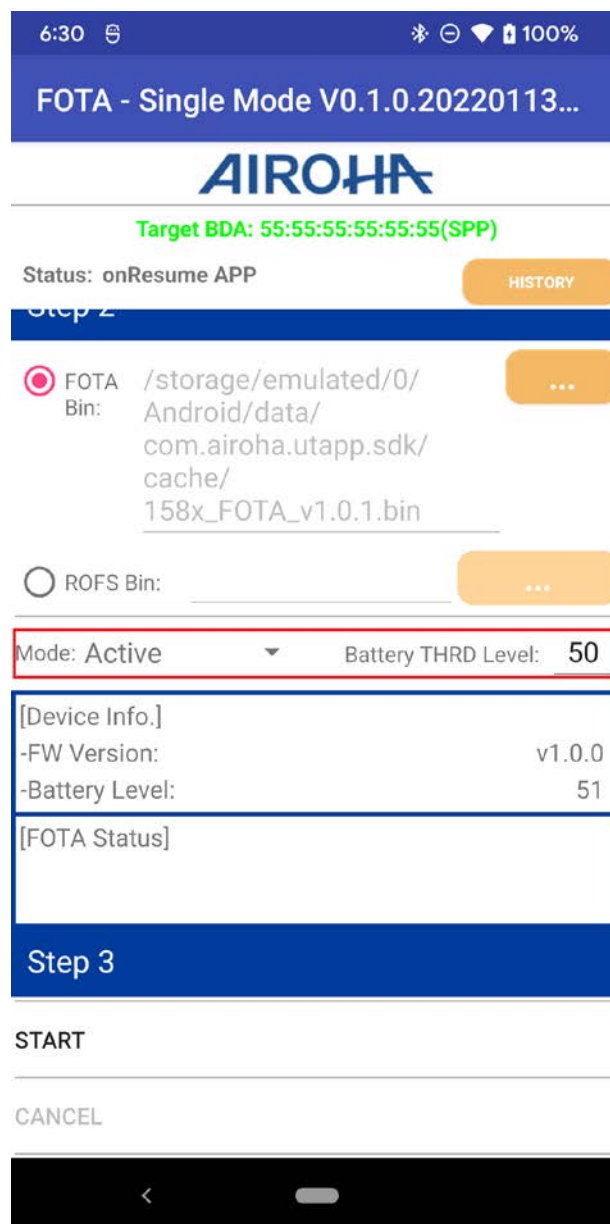 6:30
100%
FOTA - Single Mode V0.1.0.20220113...
AIROHA
Target BDA: 55:55:55:55:55:55(SPP)
Status: onResume APP
HISTORY
Step 2
FOTA Bin:
/storage/emulated/0/
Android/data/
com.airoha.utapp.sdk/
cache/
158x_FOTA_v1.0.1.bin
...
ROFS Bin:
...
Mode: Active
Battery THRD Level: 50
[Device Info.]
-FW Version: v1.0.0
-Battery Level: 51
[FOTA Status]
Step 3
START
CANCEL